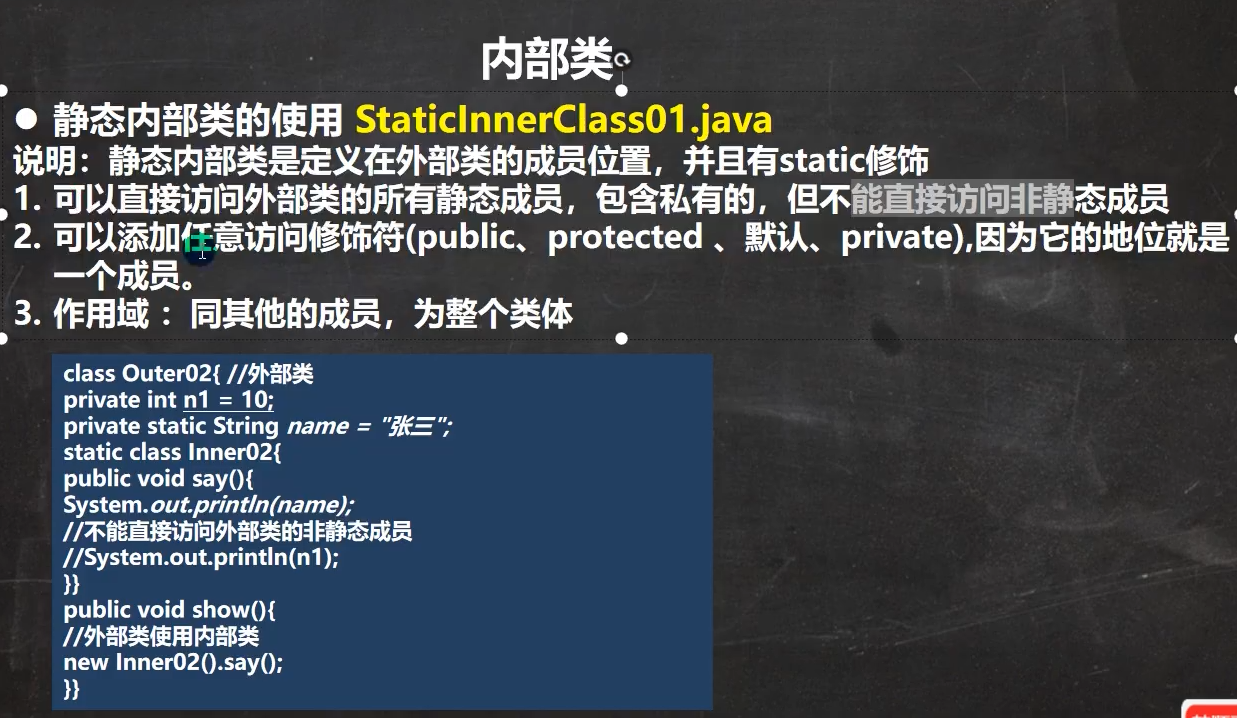 内部类
● 静态内部类的使用 StaticInnerClass01.java
说明：静态内部类是定义在外部类的成员位置，并且有static修饰
1. 可以直接访问外部类的所有静态成员，包含私有的，但不能直接访问非静态成员
2. 可以添加任意访问修饰符(public、protected 、默认、private),因为它的地位就是
一个成员。
3. 作用域 ：同其他的成员，为整个类体
class Outer02{ //外部类
private int n1 = 10;
private static String name = "张三";
static class Inner02{
public void say(){
System.out.println(name);
//不能直接访问外部类的非静态成员
//System.out.println(n1);
}}
public void show(){
//外部类使用内部类
new Inner02().say();
}}